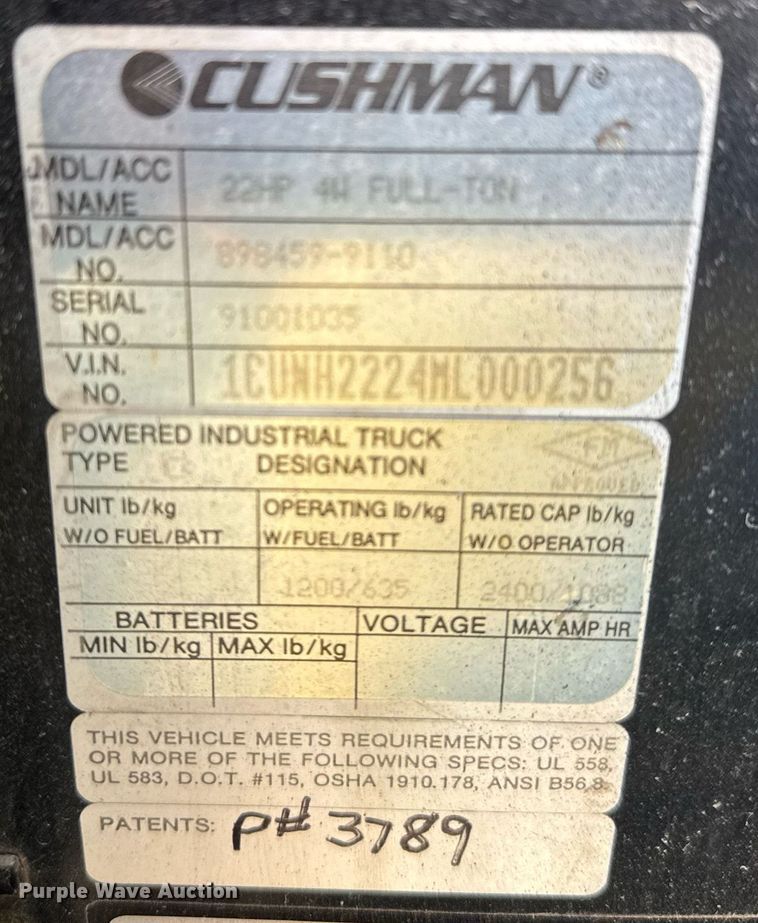 CUSHMAN®
MDL/ACC NAME 22HP 4W FULL-TON
MDL/ACC NO. 898459-9110
SERIAL NO. 91001035
V.I.N. NO. 1CUNH2224ML000256
POWERED INDUSTRIAL TRUCK
TYPE DESIGNATION
FM
APPROVED
UNIT lb/kg W/O FUEL/BATT
OPERATING lb/kg W/FUEL/BATT
RATED CAP lb/kg W/O OPERATOR
1200/635 2400/1088
BATTERIES VOLTAGE MAX AMP HR
MIN lb/kg MAX lb/kg
THIS VEHICLE MEETS REQUIREMENTS OF ONE
OR MORE OF THE FOLLOWING SPECS: UL 558,
UL 583, D.O.T. #115, OSHA 1910.178, ANSI B56.8
PATENTS: P# 3789
Purple Wave Auction